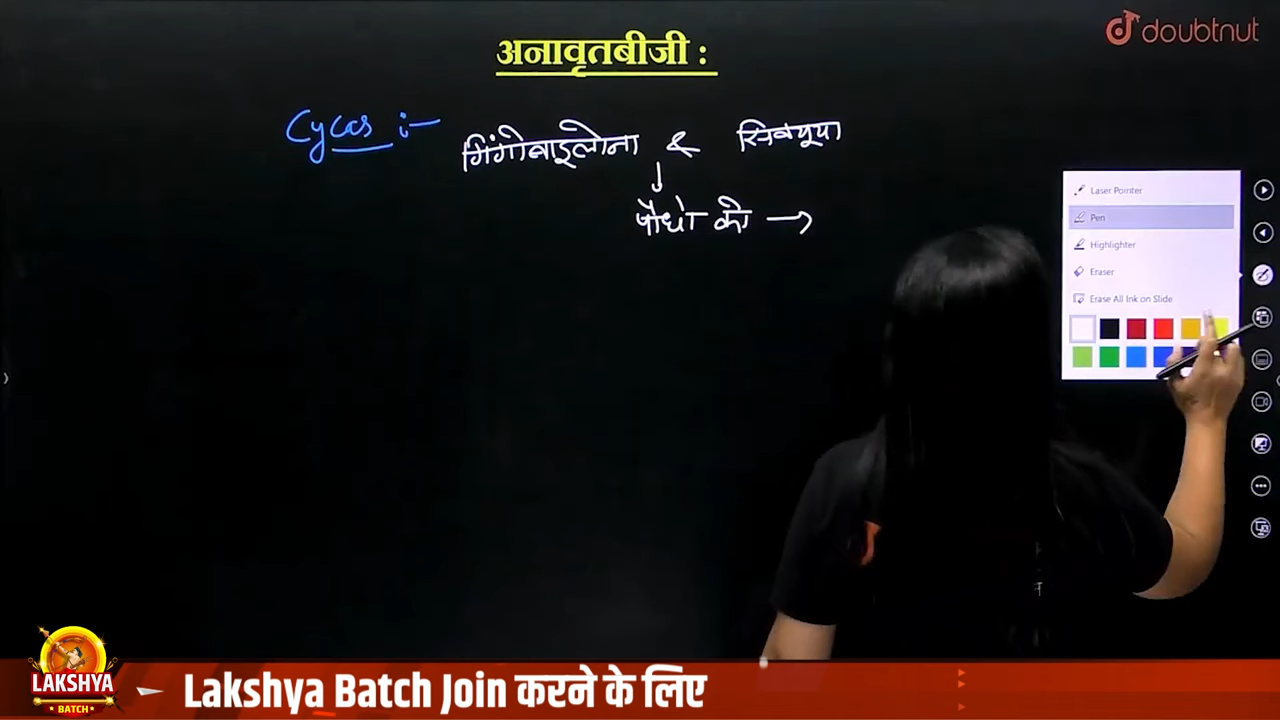 अनावृतबीजी :
doubtnut
Cycas :- गिंगोबाइलोना &
पौधो को →
Laser Pointer
Pen
Highlighter
Eraser
Erase All Ink on Slide
LAKSHYA
BATCH
Lakshya Batch Join करने के लिए